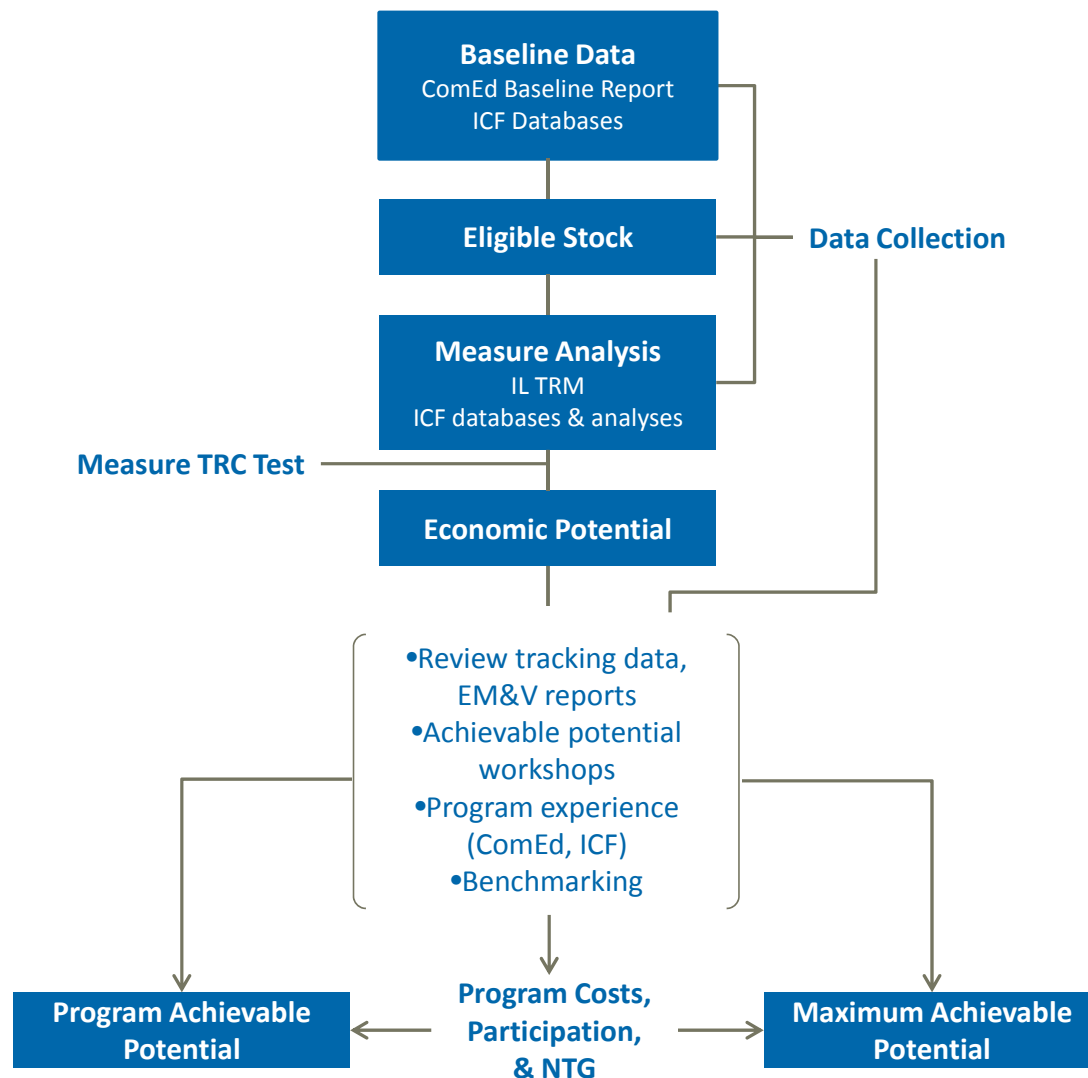 Baseline Data
ComEd Baseline Report
ICF Databases
Eligible Stock
Data Collection
Measure Analysis
IL TRM
ICF databases & analyses
Measure TRC Test
Economic Potential
•Review tracking data,
EM&V reports
•Achievable potential
workshops
•Program experience
(ComEd, ICF)
•Benchmarking
Program Achievable
Potential
Program Costs,
Participation,
& NTG
Maximum Achievable
Potential